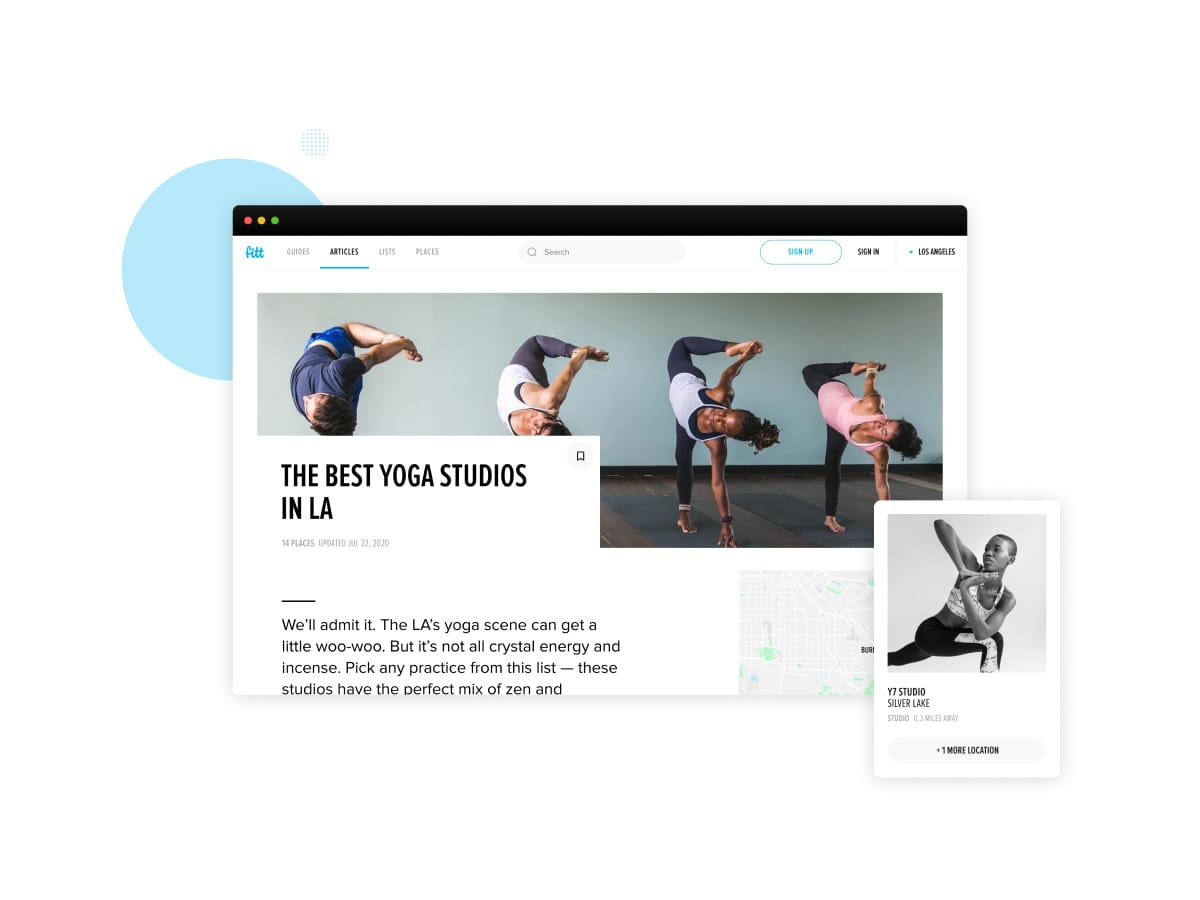 fitt
GUIDES ARTICLES LISTS PLACES
Search
SIGN UP SIGN IN LOS ANGELES
THE BEST YOGA STUDIOS
IN LA
14 PLACES UPDATED JUL 22, 2020
We'll admit it. The LA's yoga scene can get a
little woo-woo. But it's not all crystal energy and
incense. Pick any practice from this list — these
studios have the perfect mix of zen and
BUR
Y7 STUDIO
SILVER LAKE
STUDIO 0.3 MILES AWAY
+ 1 MORE LOCATION